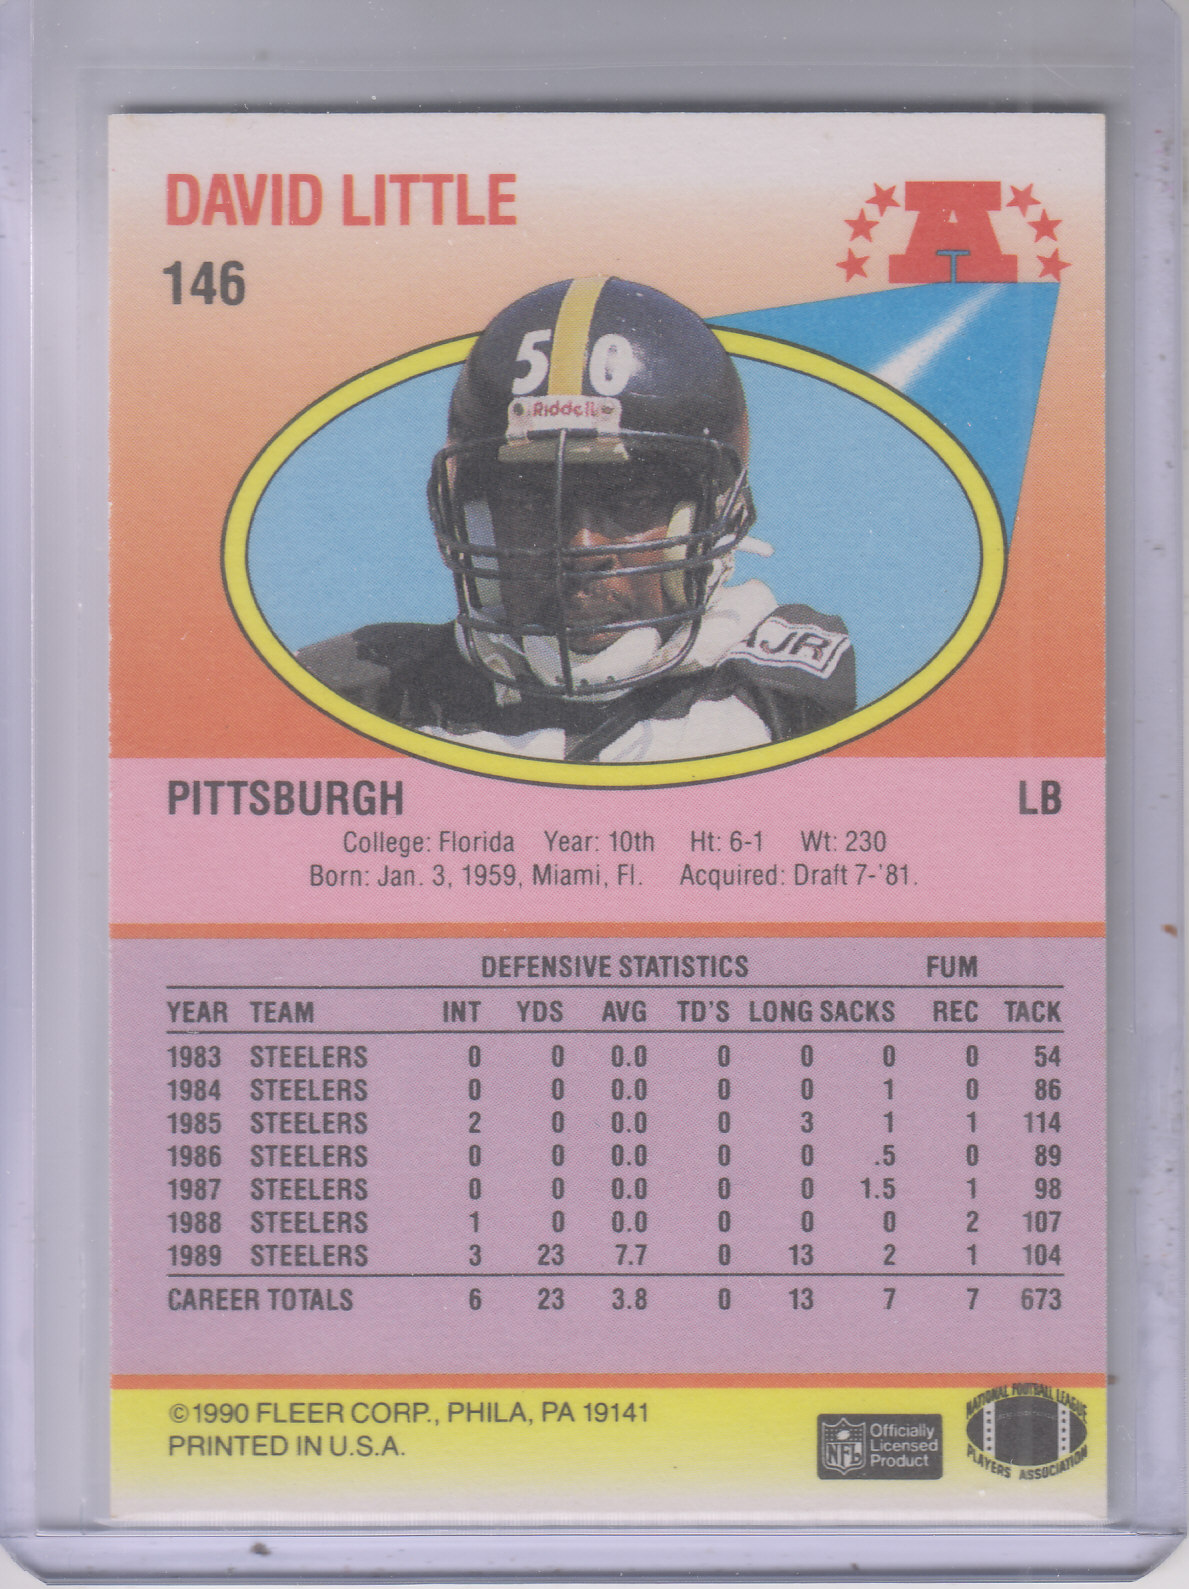 DAVID LITTLE
146
A
50
Riddell
AJR
PITTSBURGH LB
College: Florida Year: 10th Ht: 6-1 Wt: 230
Born: Jan. 3, 1959, Miami, Fl. Acquired: Draft 7-'81.
DEFENSIVE STATISTICS FUM
YEAR TEAM INT YDS AVG TD'S LONG SACKS REC TACK
1983 STEELERS 0 0 0.0 0 0 0 0 54
1984 STEELERS 0 0 0.0 0 0 1 0 86
1985 STEELERS 2 0 0.0 0 3 1 1 114
1986 STEELERS 0 0 0.0 0 0 .5 0 89
1987 STEELERS 0 0 0.0 0 0 1.5 1 98
1988 STEELERS 1 0 0.0 0 0 0 2 107
1989 STEELERS 3 23 7.7 0 13 2 1 104
CAREER TOTALS 6 23 3.8 0 13 7 7 673
©1990 FLEER CORP., PHILA, PA 19141
PRINTED IN U.S.A.
NFL
Officially
Licensed
Product
NATIONAL FOOTBALL LEAGUE
PLAYERS ASSOCIATION